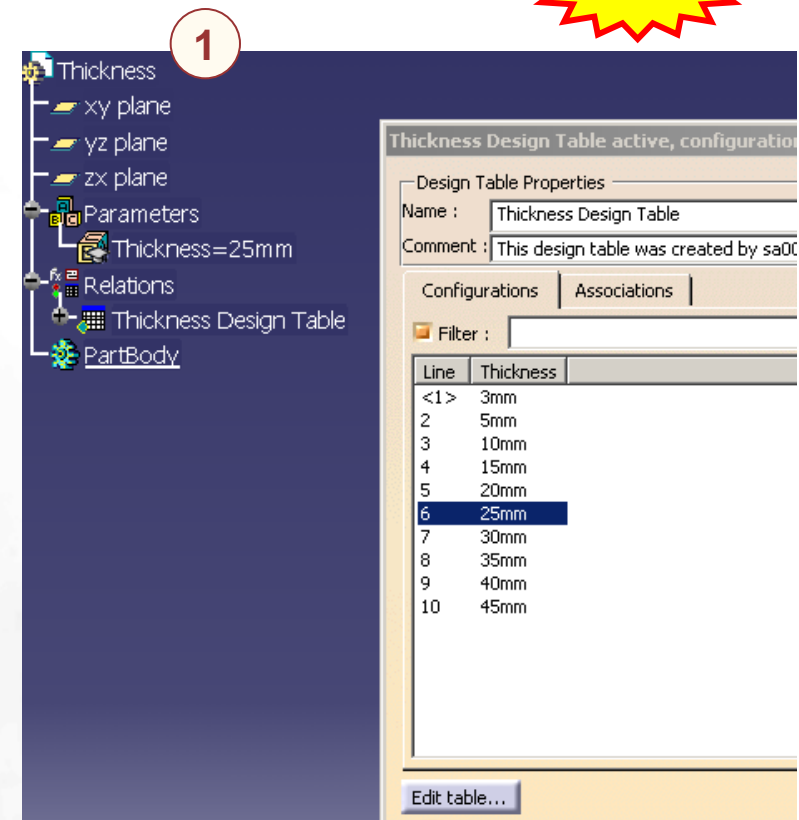 1
Thickness
xy plane
yz plane
zx plane
Parameters
Thickness=25mm
Relations
Thickness Design Table
PartBody
Thickness Design Table active, configuration
Design Table Properties
Name : Thickness Design Table
Comment : This design table was created by sa00
Configurations Associations
Filter :
Line Thickness
<1> 3mm
2 5mm
3 10mm
4 15mm
5 20mm
6 25mm
7 30mm
8 35mm
9 40mm
10 45mm
Edit table...